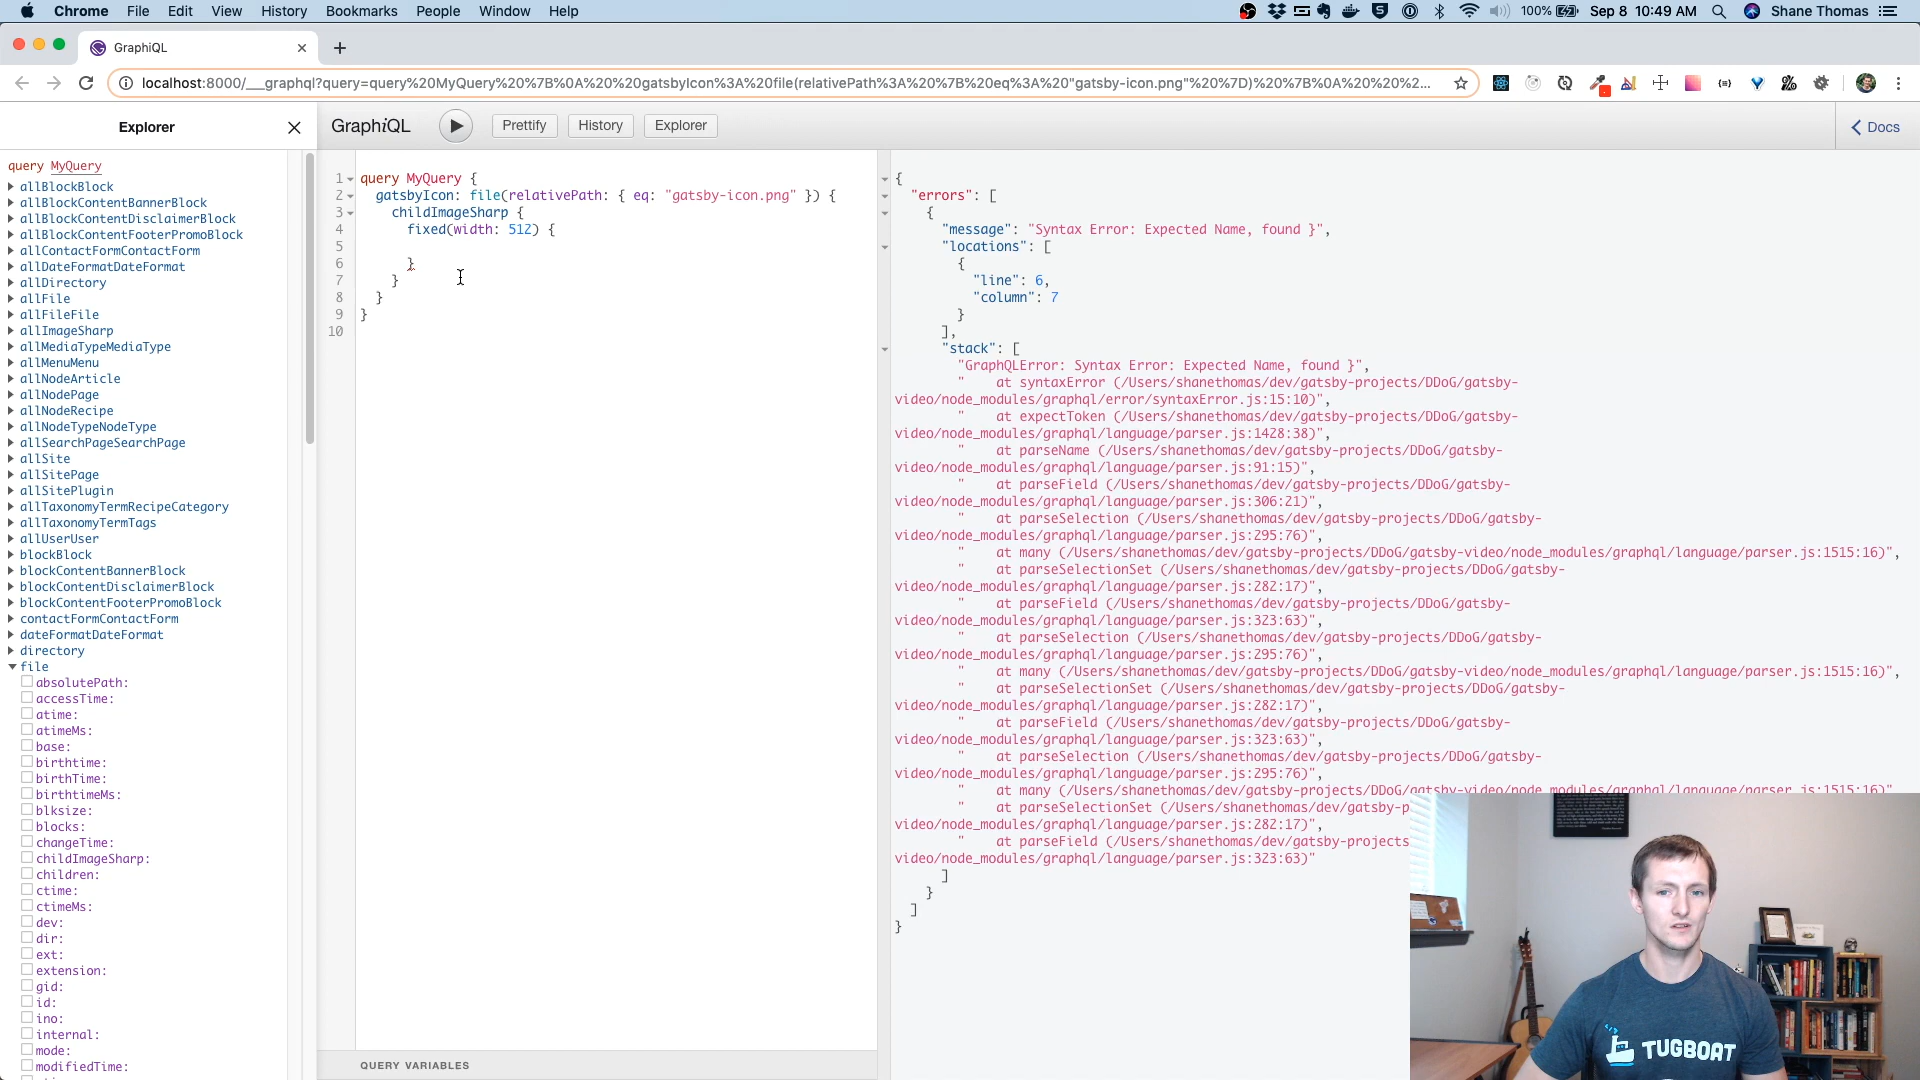 Chrome File Edit View History Bookmarks People Window Help 100% Sep 8 10:49 AM Shane Thomas
GraphiQL
localhost:8000/___graphql?query=query%20MyQuery%20%7B%0A%20%20gatsbyIcon%3A%20file(relativePath%3A%20%7B%20eq%3A%20"gatsby-icon.png"%20%7D)%20%7B%0A%20%20%2...
Explorer
GraphiQL Prettify History Explorer Docs
query MyQuery
allBlockBlock
allBlockContentBannerBlock
allBlockContentDisclaimerBlock
allBlockContentFooterPromoBlock
allContactFormContactForm
allDateFormatDateFormat
allDirectory
allFile
allFileFile
allImageSharp
allMediaTypeMediaType
allMenuMenu
allNodeArticle
allNodePage
allNodeRecipe
allNodeTypeNodeType
allSearchPageSearchPage
allSite
allSitePage
allSitePlugin
allTaxonomyTermRecipeCategory
allTaxonomyTermTags
allUserUser
blockBlock
blockContentBannerBlock
blockContentDisclaimerBlock
blockContentFooterPromoBlock
contactFormContactForm
dateFormatDateFormat
directory
file
absolutePath:
accessTime:
atime:
atimeMs:
base:
birthtime:
birthTime:
birthtimeMs:
blksize:
blocks:
changeTime:
childImageSharp:
children:
ctime:
ctimeMs:
dev:
dir:
ext:
extension:
gid:
id:
ino:
internal:
mode:
modifiedTime:
1 query MyQuery {
2 gatsbyIcon: file(relativePath: { eq: "gatsby-icon.png" }) {
3 childImageSharp {
4 fixed(width: 512) {
5
6 }
7 }
8 }
9 }
10
QUERY VARIABLES
{
"errors": [
{
"message": "Syntax Error: Expected Name, found }",
"locations": [
{
"line": 6,
"column": 7
}
],
"stack": [
"GraphQLError: Syntax Error: Expected Name, found }",
"    at syntaxError (/Users/shanethomas/dev/gatsby-projects/DDoG/gatsby-
video/node_modules/graphql/error/syntaxError.js:15:10)",
"    at expectToken (/Users/shanethomas/dev/gatsby-projects/DDoG/gatsby-
video/node_modules/graphql/language/parser.js:1428:38)",
"    at parseName (/Users/shanethomas/dev/gatsby-projects/DDoG/gatsby-
video/node_modules/graphql/language/parser.js:91:15)",
"    at parseField (/Users/shanethomas/dev/gatsby-projects/DDoG/gatsby-
video/node_modules/graphql/language/parser.js:306:21)",
"    at parseSelection (/Users/shanethomas/dev/gatsby-projects/DDoG/gatsby-
video/node_modules/graphql/language/parser.js:295:76)",
"    at many (/Users/shanethomas/dev/gatsby-projects/DDoG/gatsby-video/node_modules/graphql/language/parser.js:1515:16)",
"    at parseSelectionSet (/Users/shanethomas/dev/gatsby-projects/DDoG/gatsby-
video/node_modules/graphql/language/parser.js:282:17)",
"    at parseField (/Users/shanethomas/dev/gatsby-projects/DDoG/gatsby-
video/node_modules/graphql/language/parser.js:323:63)",
"    at parseSelection (/Users/shanethomas/dev/gatsby-projects/DDoG/gatsby-
video/node_modules/graphql/language/parser.js:295:76)",
"    at many (/Users/shanethomas/dev/gatsby-projects/DDoG/gatsby-video/node_modules/graphql/language/parser.js:1515:16)",
"    at parseSelectionSet (/Users/shanethomas/dev/gatsby-projects/DDoG/gatsby-
video/node_modules/graphql/language/parser.js:282:17)",
"    at parseField (/Users/shanethomas/dev/gatsby-projects/DDoG/gatsby-
video/node_modules/graphql/language/parser.js:323:63)",
"    at parseSelection (/Users/shanethomas/dev/gatsby-projects/DDoG/gatsby-
video/node_modules/graphql/language/parser.js:295:76)",
"    at many (/Users/shanethomas/dev/gatsby-projects/DDoG/gatsby-video/node_modules/graphql/language/parser.js:1515:16)",
"    at parseSelectionSet (/Users/shanethomas/dev/gatsby-p
video/node_modules/graphql/language/parser.js:282:17)",
"    at parseField (/Users/shanethomas/dev/gatsby-projects
video/node_modules/graphql/language/parser.js:323:63)"
]
}
]
}
TUGBOAT